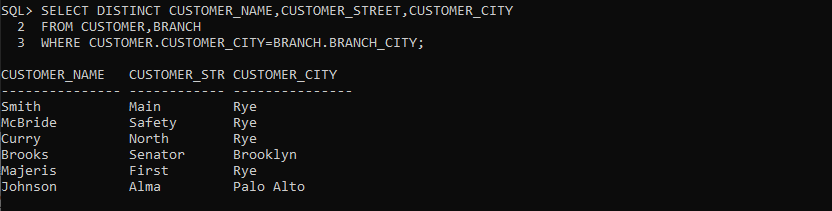 SQL> SELECT DISTINCT CUSTOMER_NAME,CUSTOMER_STREET,CUSTOMER_CITY
  2  FROM CUSTOMER,BRANCH
  3  WHERE CUSTOMER.CUSTOMER_CITY=BRANCH.BRANCH_CITY;

CUSTOMER_NAME   CUSTOMER_STR CUSTOMER_CITY
--------------- ------------ ---------------
Smith           Main         Rye
McBride         Safety       Rye
Curry           North        Rye
Brooks          Senator      Brooklyn
Majeris         First        Rye
Johnson         Alma         Palo Alto